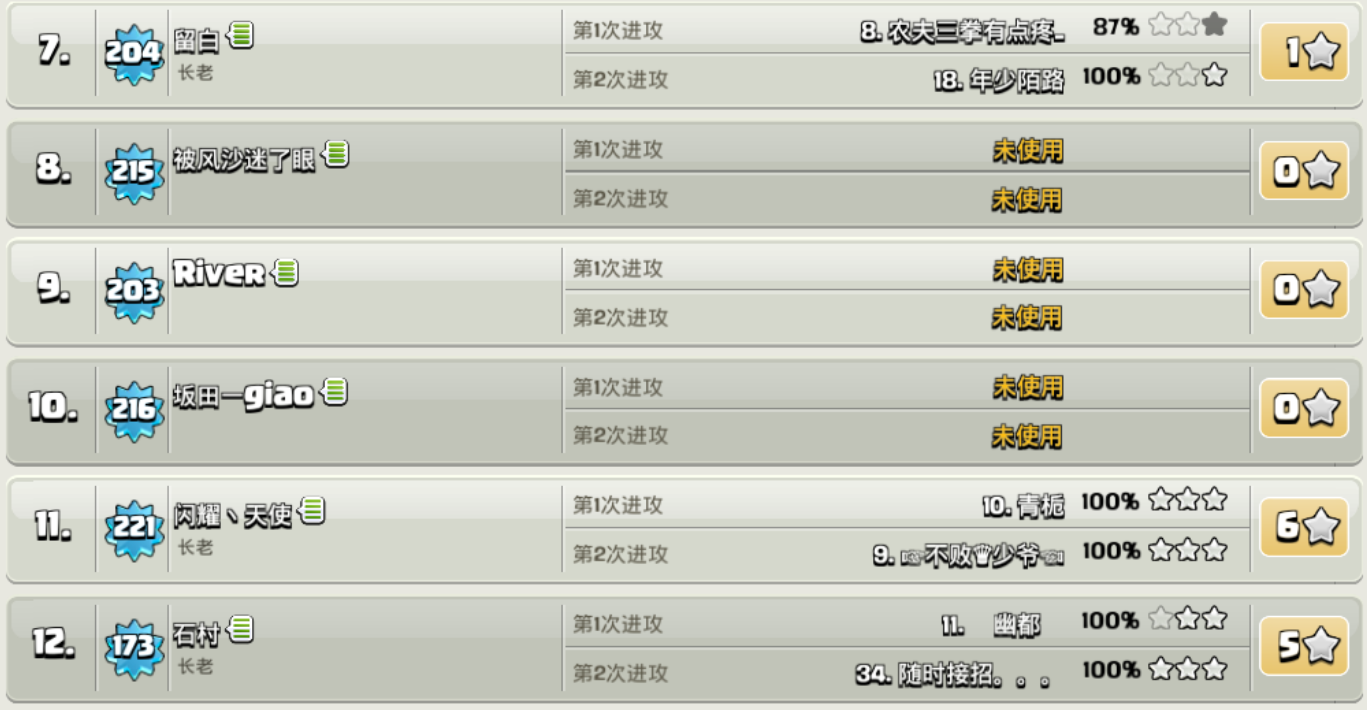 7.
204
留白
长老
第1次进攻
8. 农夫三拳有点疼..
87%
第2次进攻
18. 年少陌路
100%
1
8.
215
被风沙迷了眼
第1次进攻
未使用
第2次进攻
未使用
0
9.
203
River
第1次进攻
未使用
第2次进攻
未使用
0
10.
216
坂田一giao
第1次进攻
未使用
第2次进攻
未使用
0
11.
221
闪耀丶天使
长老
第1次进攻
10. 青栀
100%
第2次进攻
9. ☞不败♛少爷☜
100%
6
12.
173
石村
长老
第1次进攻
11. 幽都
100%
第2次进攻
34. 随时接招。。。
100%
5